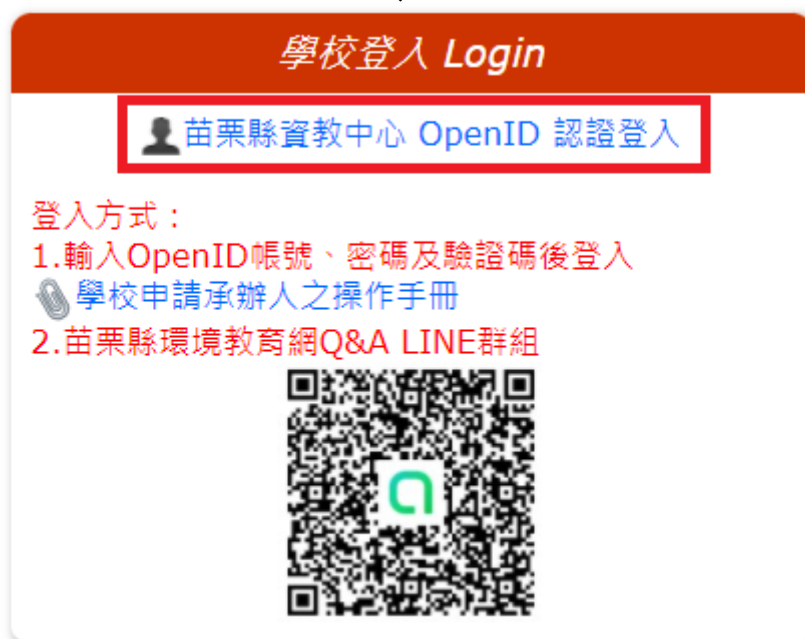 學校登入 Login
苗栗縣資教中心 OpenID 認證登入
登入方式：
1.輸入OpenID帳號、密碼及驗證碼後登入
學校申請承辦人之操作手冊
2.苗栗縣環境教育網Q&A LINE群組